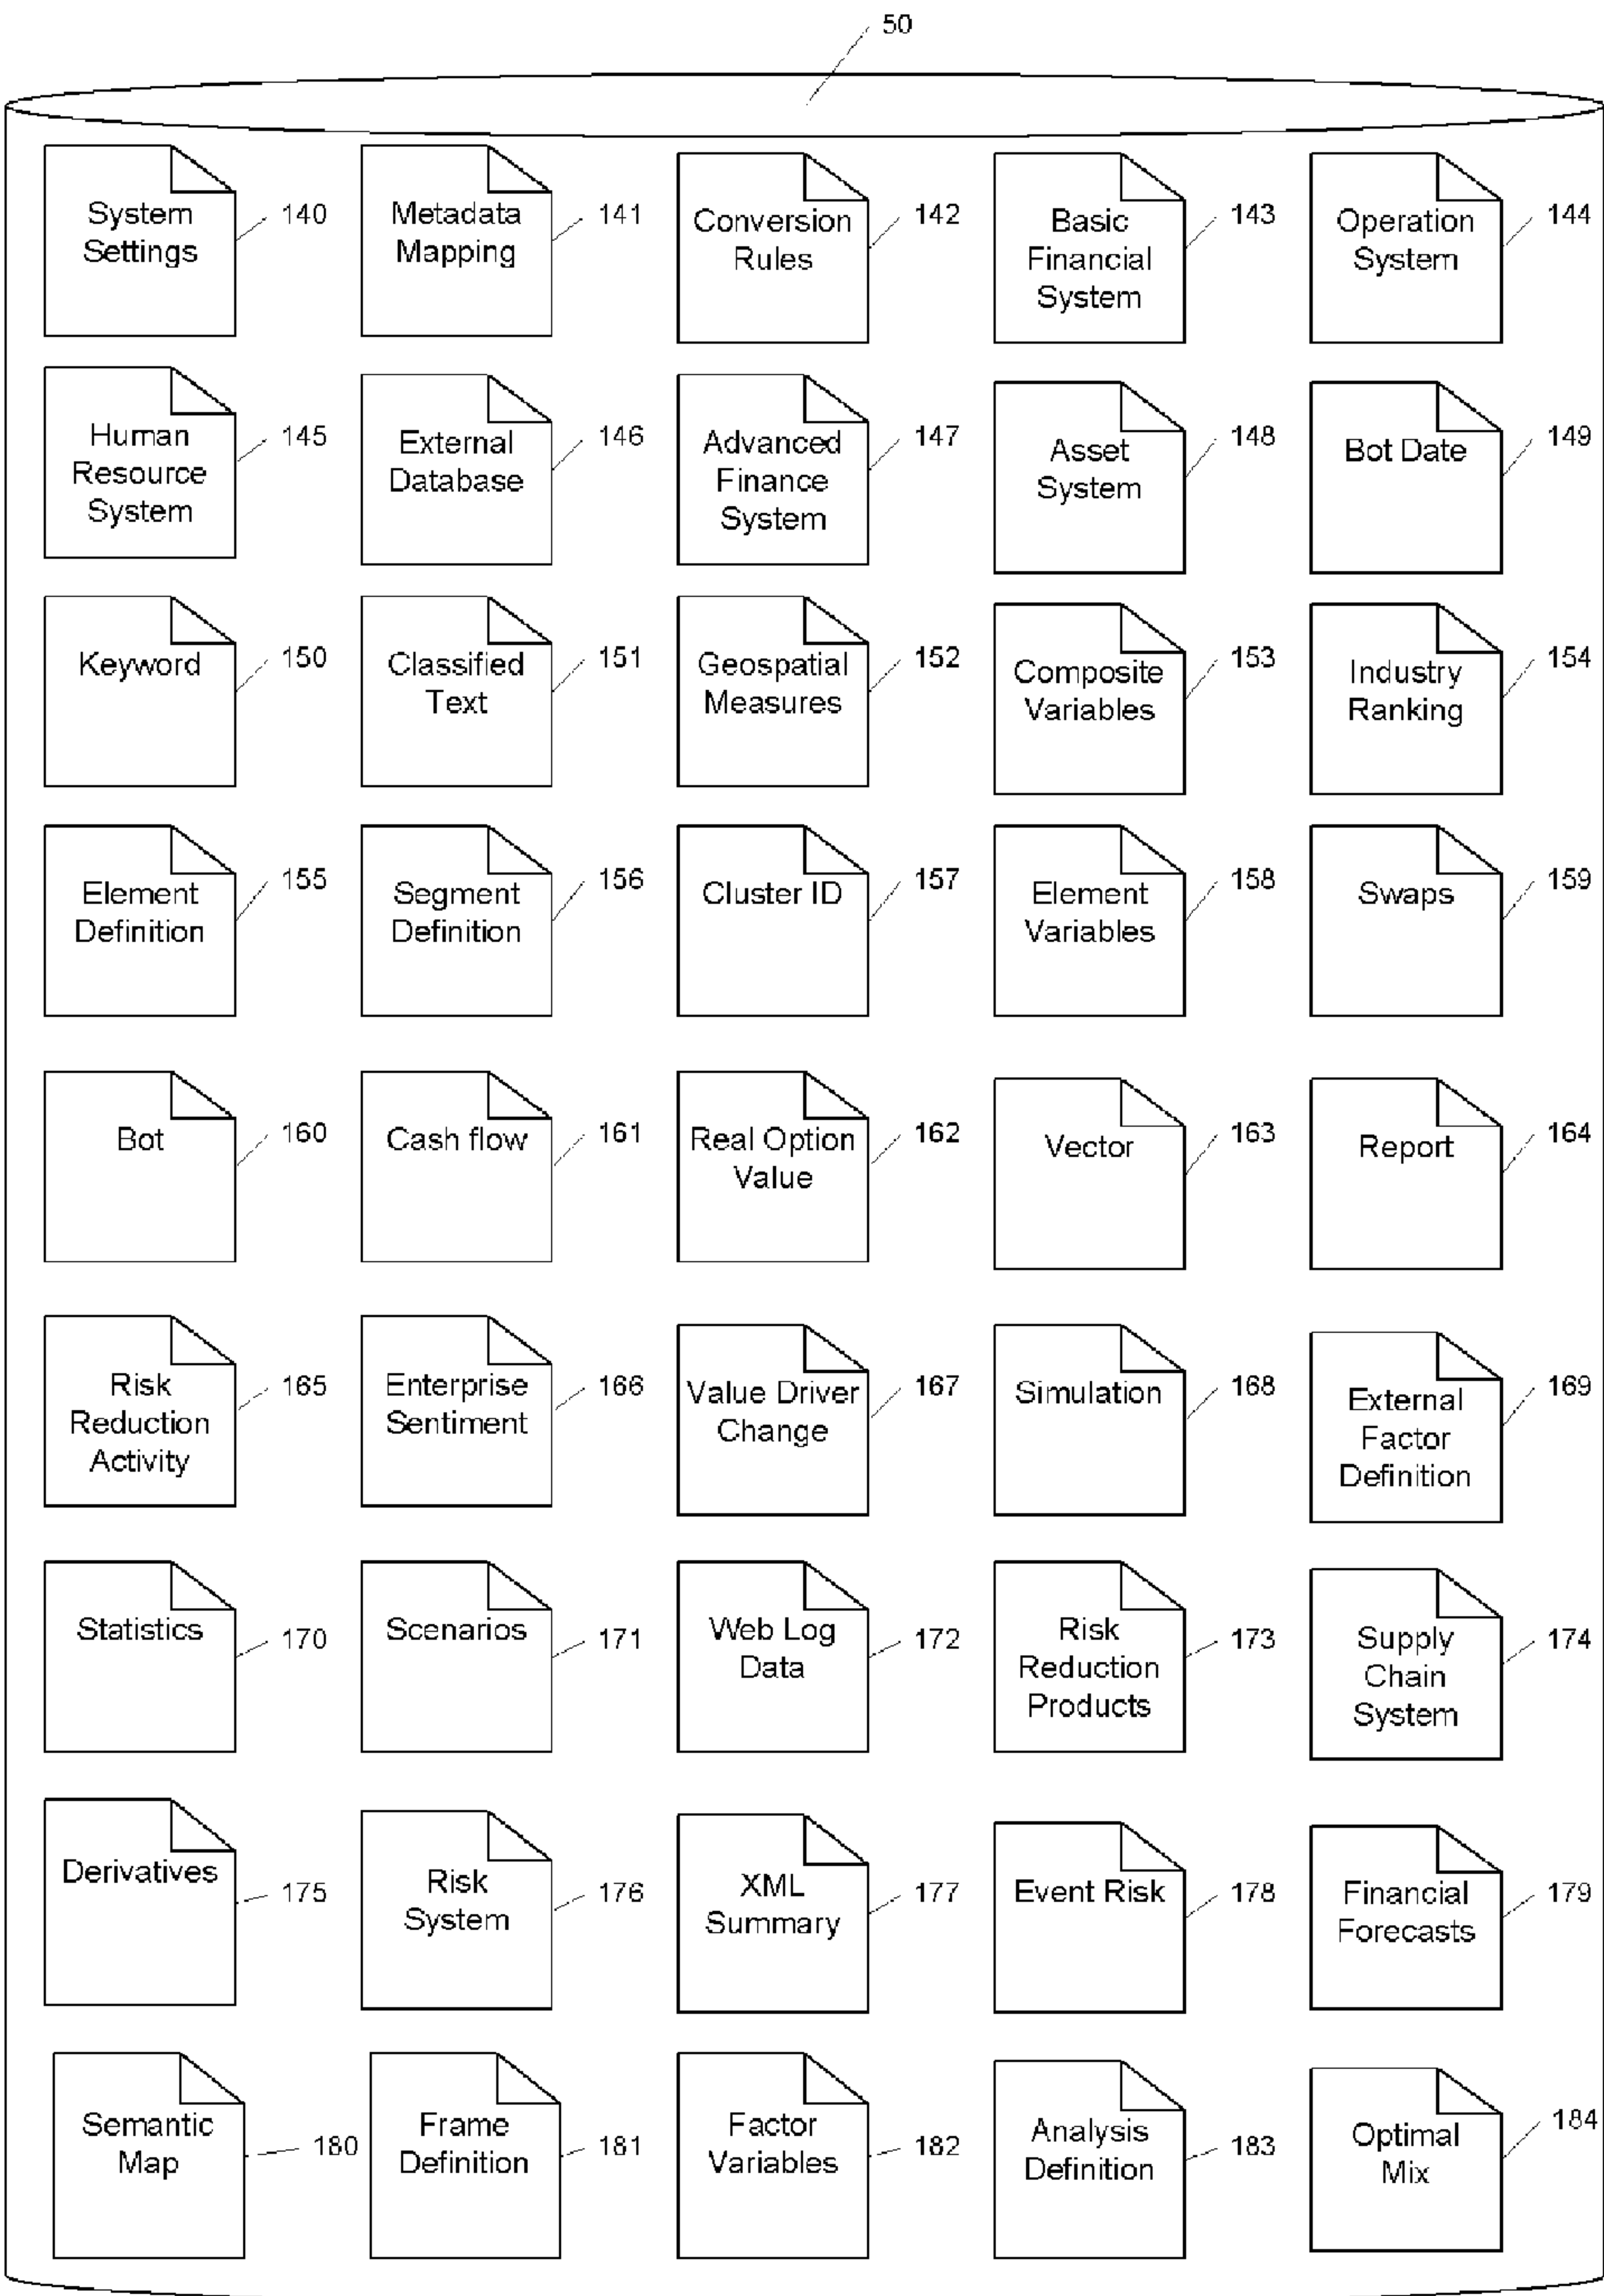 50
System
Settings
140
Metadata
Mapping
141
Conversion
Rules
142
Basic
Financial
System
143
Operation
System
144
Human
Resource
System
145
External
Database
146
Advanced
Finance
System
147
Asset
System
148
Bot Date
149
Keyword
150
Classified
Text
151
Geospatial
Measures
152
Composite
Variables
153
Industry
Ranking
154
Element
Definition
155
Segment
Definition
156
Cluster ID
157
Element
Variables
158
Swaps
159
Bot
160
Cash flow
161
Real Option
Value
162
Vector
163
Report
164
Risk
Reduction
Activity
165
Enterprise
Sentiment
166
Value Driver
Change
167
Simulation
168
External
Factor
Definition
169
Statistics
170
Scenarios
171
Web Log
Data
172
Risk
Reduction
Products
173
Supply
Chain
System
174
Derivatives
175
Risk
System
176
XML
Summary
177
Event Risk
178
Financial
Forecasts
179
Semantic
Map
180
Frame
Definition
181
Factor
Variables
182
Analysis
Definition
183
Optimal
Mix
184